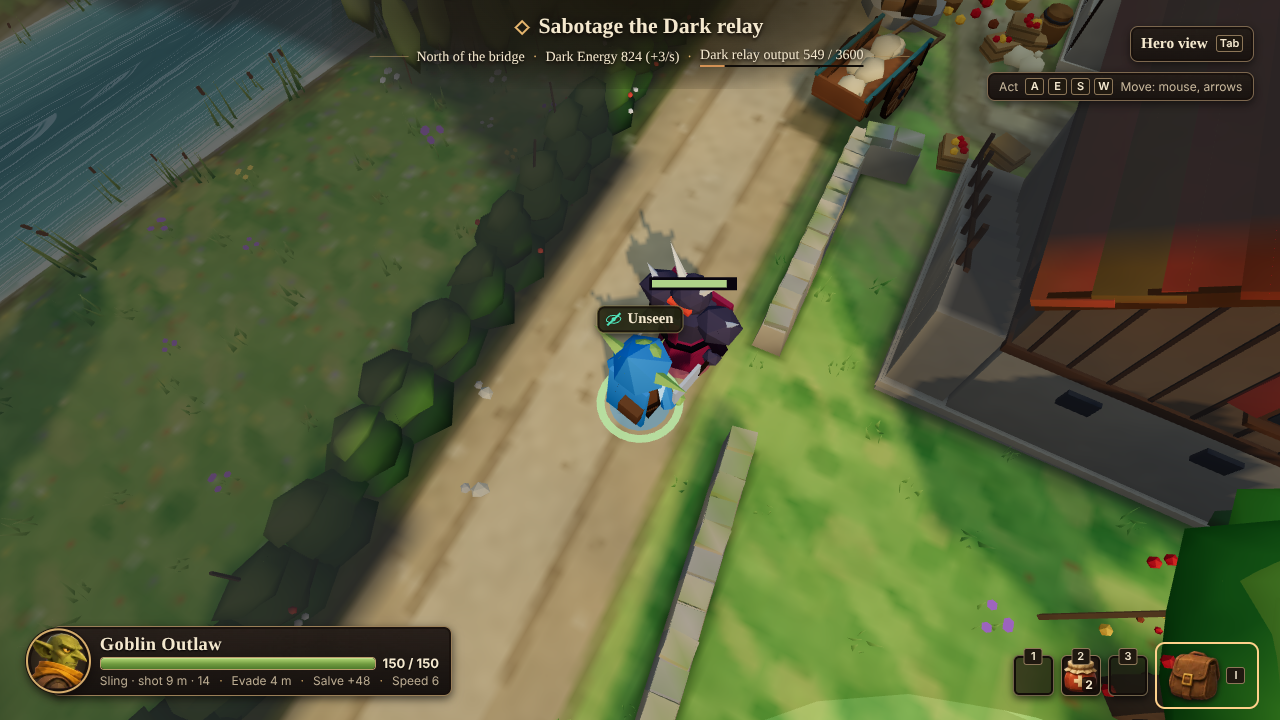 Sabotage the Dark relay
North of the bridge · Dark Energy 824 (+3/s) · Dark relay output 549 / 3600
Hero view Tab
Act A E S W Move: mouse, arrows
Unseen
Goblin Outlaw
150 / 150
Sling · shot 9 m · 14 · Evade 4 m · Salve +48 · Speed 6
1 2 3
2
I